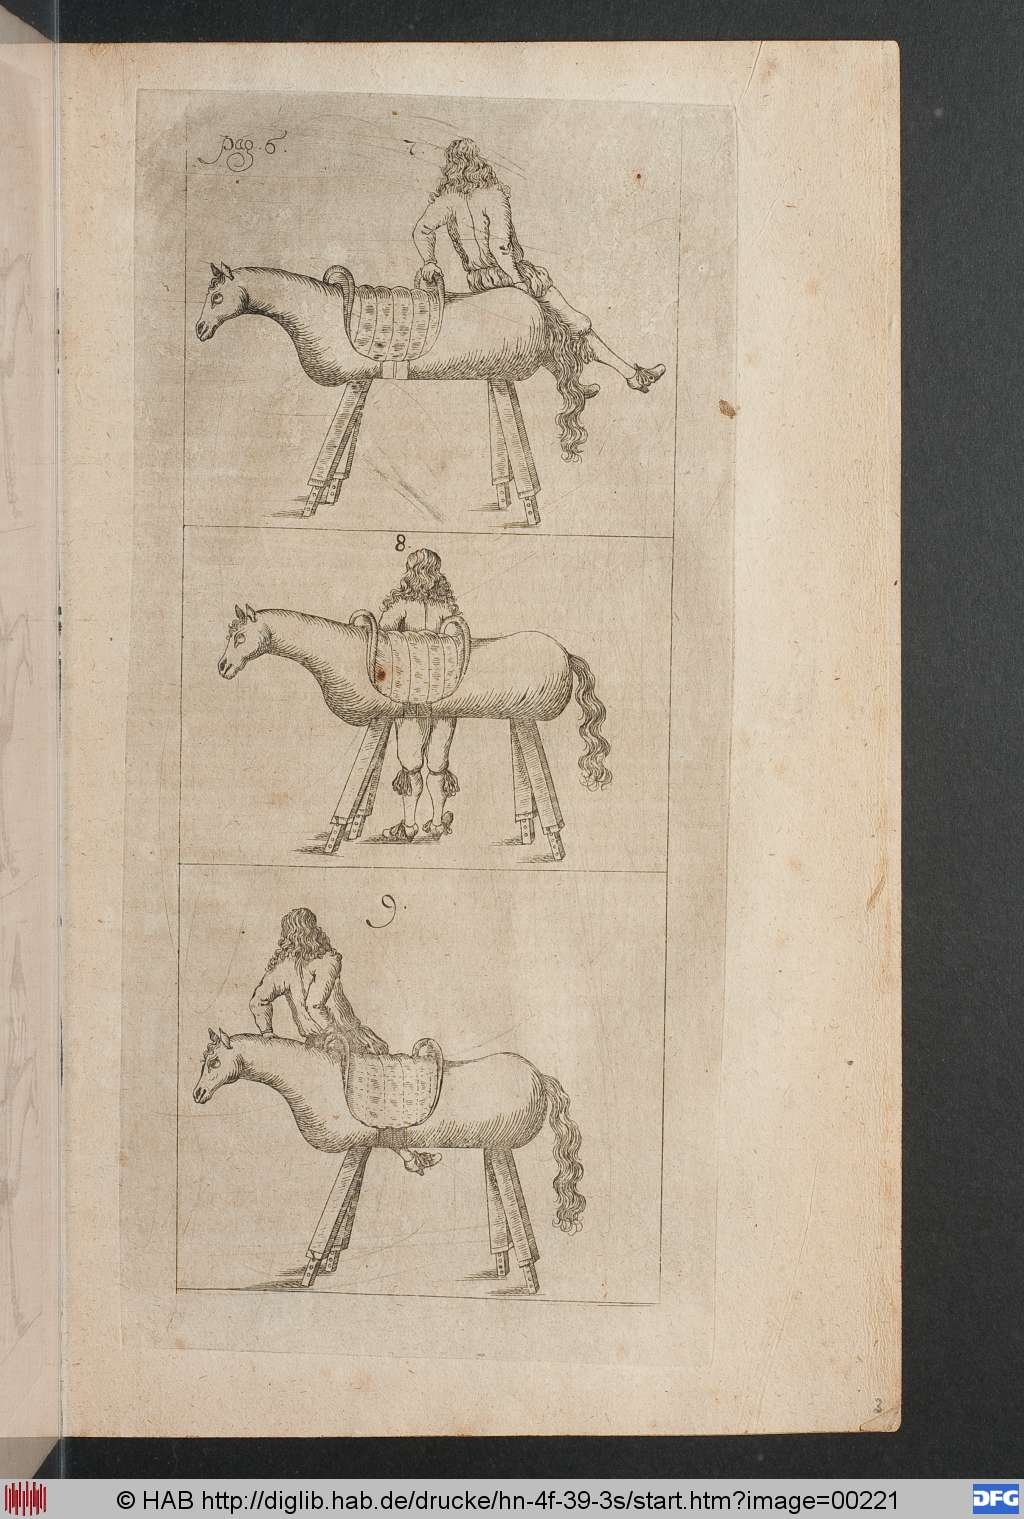 pag. 6.
7.
8.
9.
3
© HAB http://diglib.hab.de/drucke/hn-4f-39-3s/start.htm?image=00221
DFG